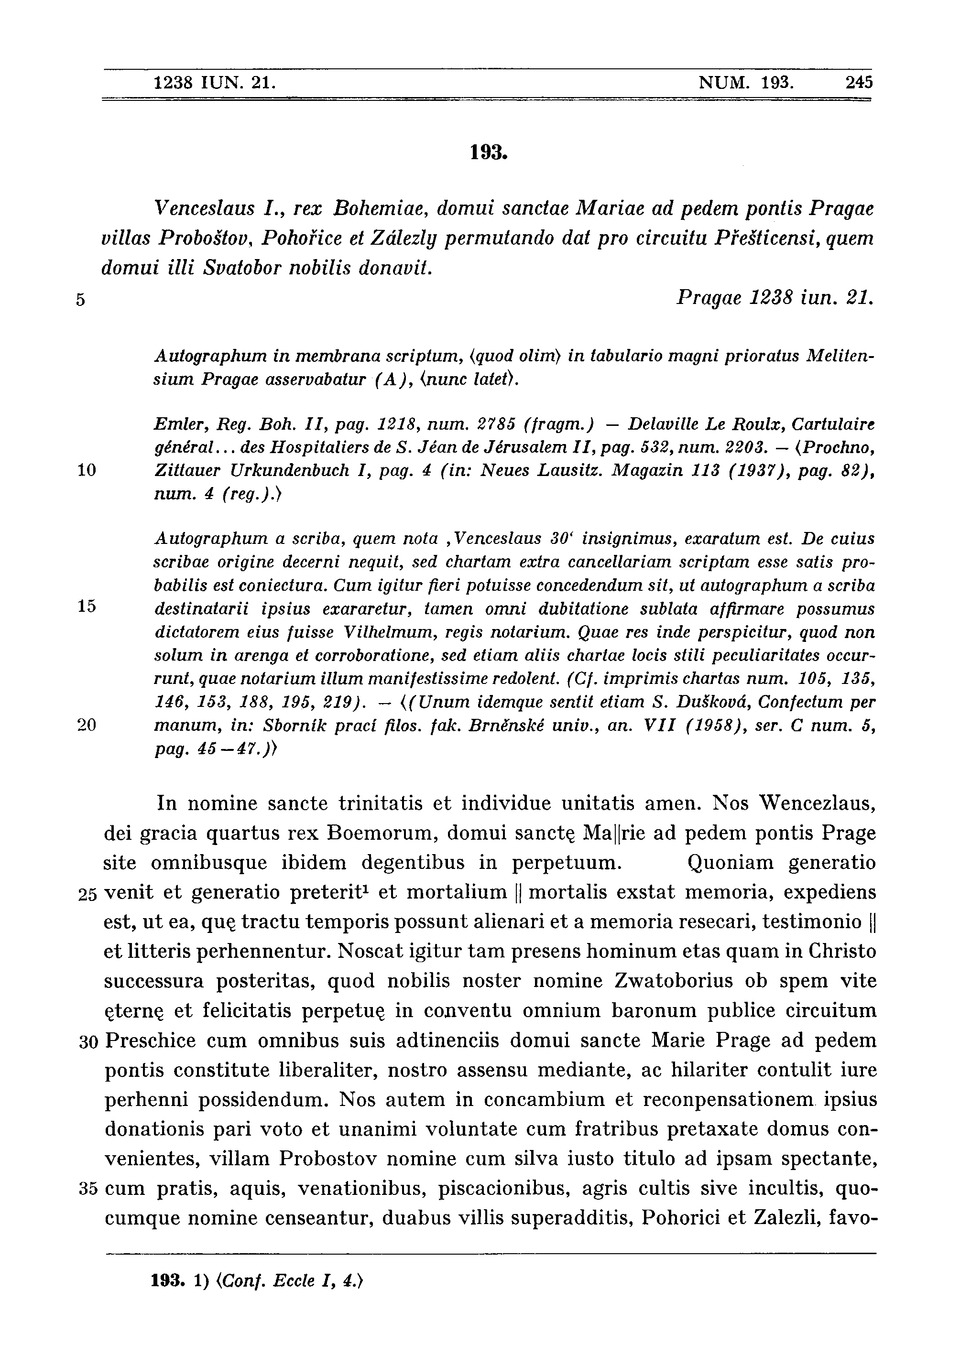 1238 IUN. 21. NUM. 193. 245
193.
Venceslaus I., rex Bohemiae, domui sanctae Mariae ad pedem pontis Pragae
villas Proboštov, Pohořice et Zálezly permutando dat pro circuitu Přešticensi, quem
domui illi Svatobor nobilis donavit.
5 Pragae 1238 iun. 21.
Autographum in membrana scriptum, ⟨quod olim⟩ in tabulario magni prioratus Meliten-
sium Pragae asservabatur (A), ⟨nunc latet⟩.
Emler, Reg. Boh. II, pag. 1218, num. 2785 (fragm.) — Delaville Le Roulx, Cartulaire
général... des Hospitaliers de S. Jéan de Jérusalem II, pag. 532, num. 2203. — ⟨Prochno,
10 Zittauer Urkundenbuch I, pag. 4 (in: Neues Lausitz. Magazin 113 (1937), pag. 82),
num. 4 (reg.).⟩
Autographum a scriba, quem nota ‚Venceslaus 30‘ insignimus, exaratum est. De cuius
scribae origine decerni nequit, sed chartam extra cancellariam scriptam esse satis pro-
babilis est coniectura. Cum igitur fieri potuisse concedendum sit, ut autographum a scriba
15 destinatarii ipsius exararetur, tamen omni dubitatione sublata affirmare possumus
dictatorem eius fuisse Vilhelmum, regis notarium. Quae res inde perspicitur, quod non
solum in arenga et corroboratione, sed etiam aliis chartae locis stili peculiaritates occur-
runt, quae notarium illum manifestissime redolent. (Cf. imprimis chartas num. 105, 135,
146, 153, 188, 195, 219). — ⟨(Unum idemque sentit etiam S. Dušková, Confectum per
20 manum, in: Sborník prací filos. fak. Brněnské univ., an. VII (1958), ser. C num. 5,
pag. 45—47.)⟩
In nomine sancte trinitatis et individue unitatis amen. Nos Wencezlaus,
dei gracia quartus rex Boemorum, domui sanctę Ma||rie ad pedem pontis Prage
site omnibusque ibidem degentibus in perpetuum. Quoniam generatio
25 venit et generatio preterit¹ et mortalium || mortalis exstat memoria, expediens
est, ut ea, quę tractu temporis possunt alienari et a memoria resecari, testimonio ||
et litteris perhennentur. Noscat igitur tam presens hominum etas quam in Christo
successura posteritas, quod nobilis noster nomine Zwatoborius ob spem vite
ęternę et felicitatis perpetuę in conventu omnium baronum publice circuitum
30 Preschice cum omnibus suis adtinenciis domui sancte Marie Prage ad pedem
pontis constitute liberaliter, nostro assensu mediante, ac hilariter contulit iure
perhenni possidendum. Nos autem in concambium et reconpensationem ipsius
donationis pari voto et unanimi voluntate cum fratribus pretaxate domus con-
venientes, villam Probostov nomine cum silva iusto titulo ad ipsam spectante,
35 cum pratis, aquis, venationibus, piscacionibus, agris cultis sive incultis, quo-
cumque nomine censeantur, duabus villis superadditis, Pohorici et Zalezli, favo-
193. 1) ⟨Conf. Eccle I, 4.⟩